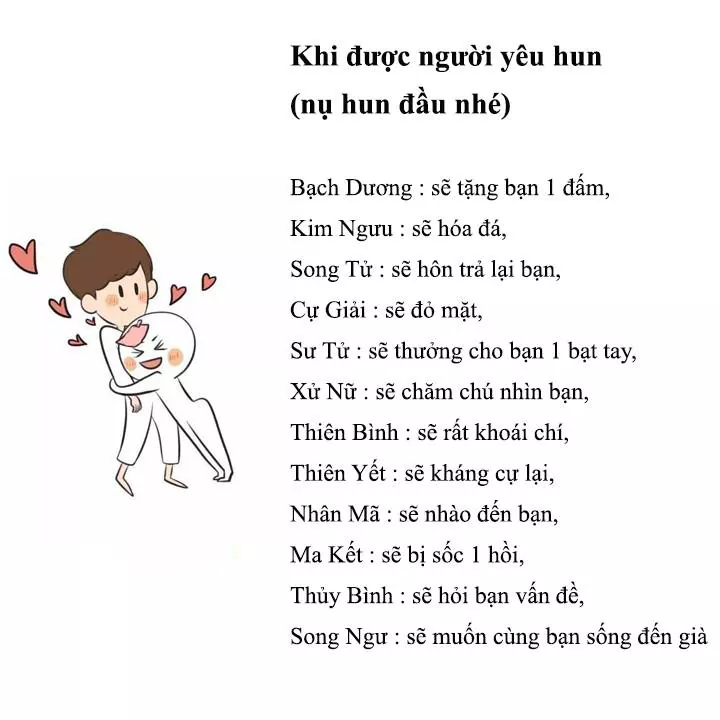 Khi được người yêu hun
(nụ hun đầu nhé)
Bạch Dương : sẽ tặng bạn 1 đấm,
Kim Ngưu : sẽ hóa đá,
Song Tử : sẽ hôn trả lại bạn,
Cự Giải : sẽ đỏ mặt,
Sư Tử : sẽ thưởng cho bạn 1 bạt tay,
Xử Nữ : sẽ chăm chú nhìn bạn,
Thiên Bình : sẽ rất khoái chí,
Thiên Yết : sẽ kháng cự lại,
Nhân Mã : sẽ nhào đến bạn,
Ma Kết : sẽ bị sốc 1 hồi,
Thủy Bình : sẽ hỏi bạn vấn đề,
Song Ngư : sẽ muốn cùng bạn sống đến già